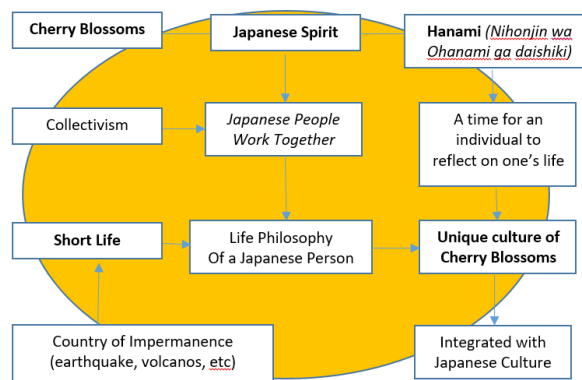 Cherry Blossoms
Japanese Spirit
Hanami (Nihonjin wa
Ohanami ga daishiki)
Collectivism
Japanese People
Work Together
A time for an
individual to
reflect on one's life
Short Life
Life Philosophy
Of a Japanese Person
Unique culture of
Cherry Blossoms
Country of Impermanence
(earthquake, volcanos, etc)
Integrated with
Japanese Culture